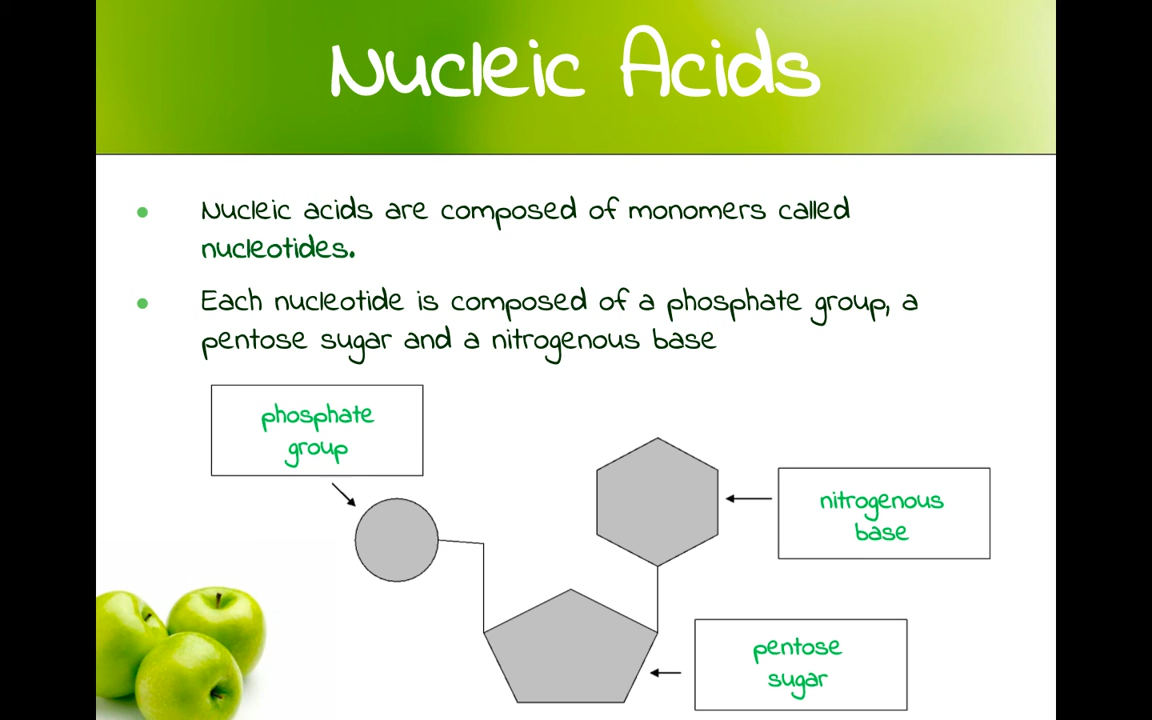 Nucleic Acids
Nucleic acids are composed of monomers called
nucleotides.
Each nucleotide is composed of a phosphate group, a
pentose sugar and a nitrogenous base
phosphate
group
nitrogenous
base
pentose
sugar